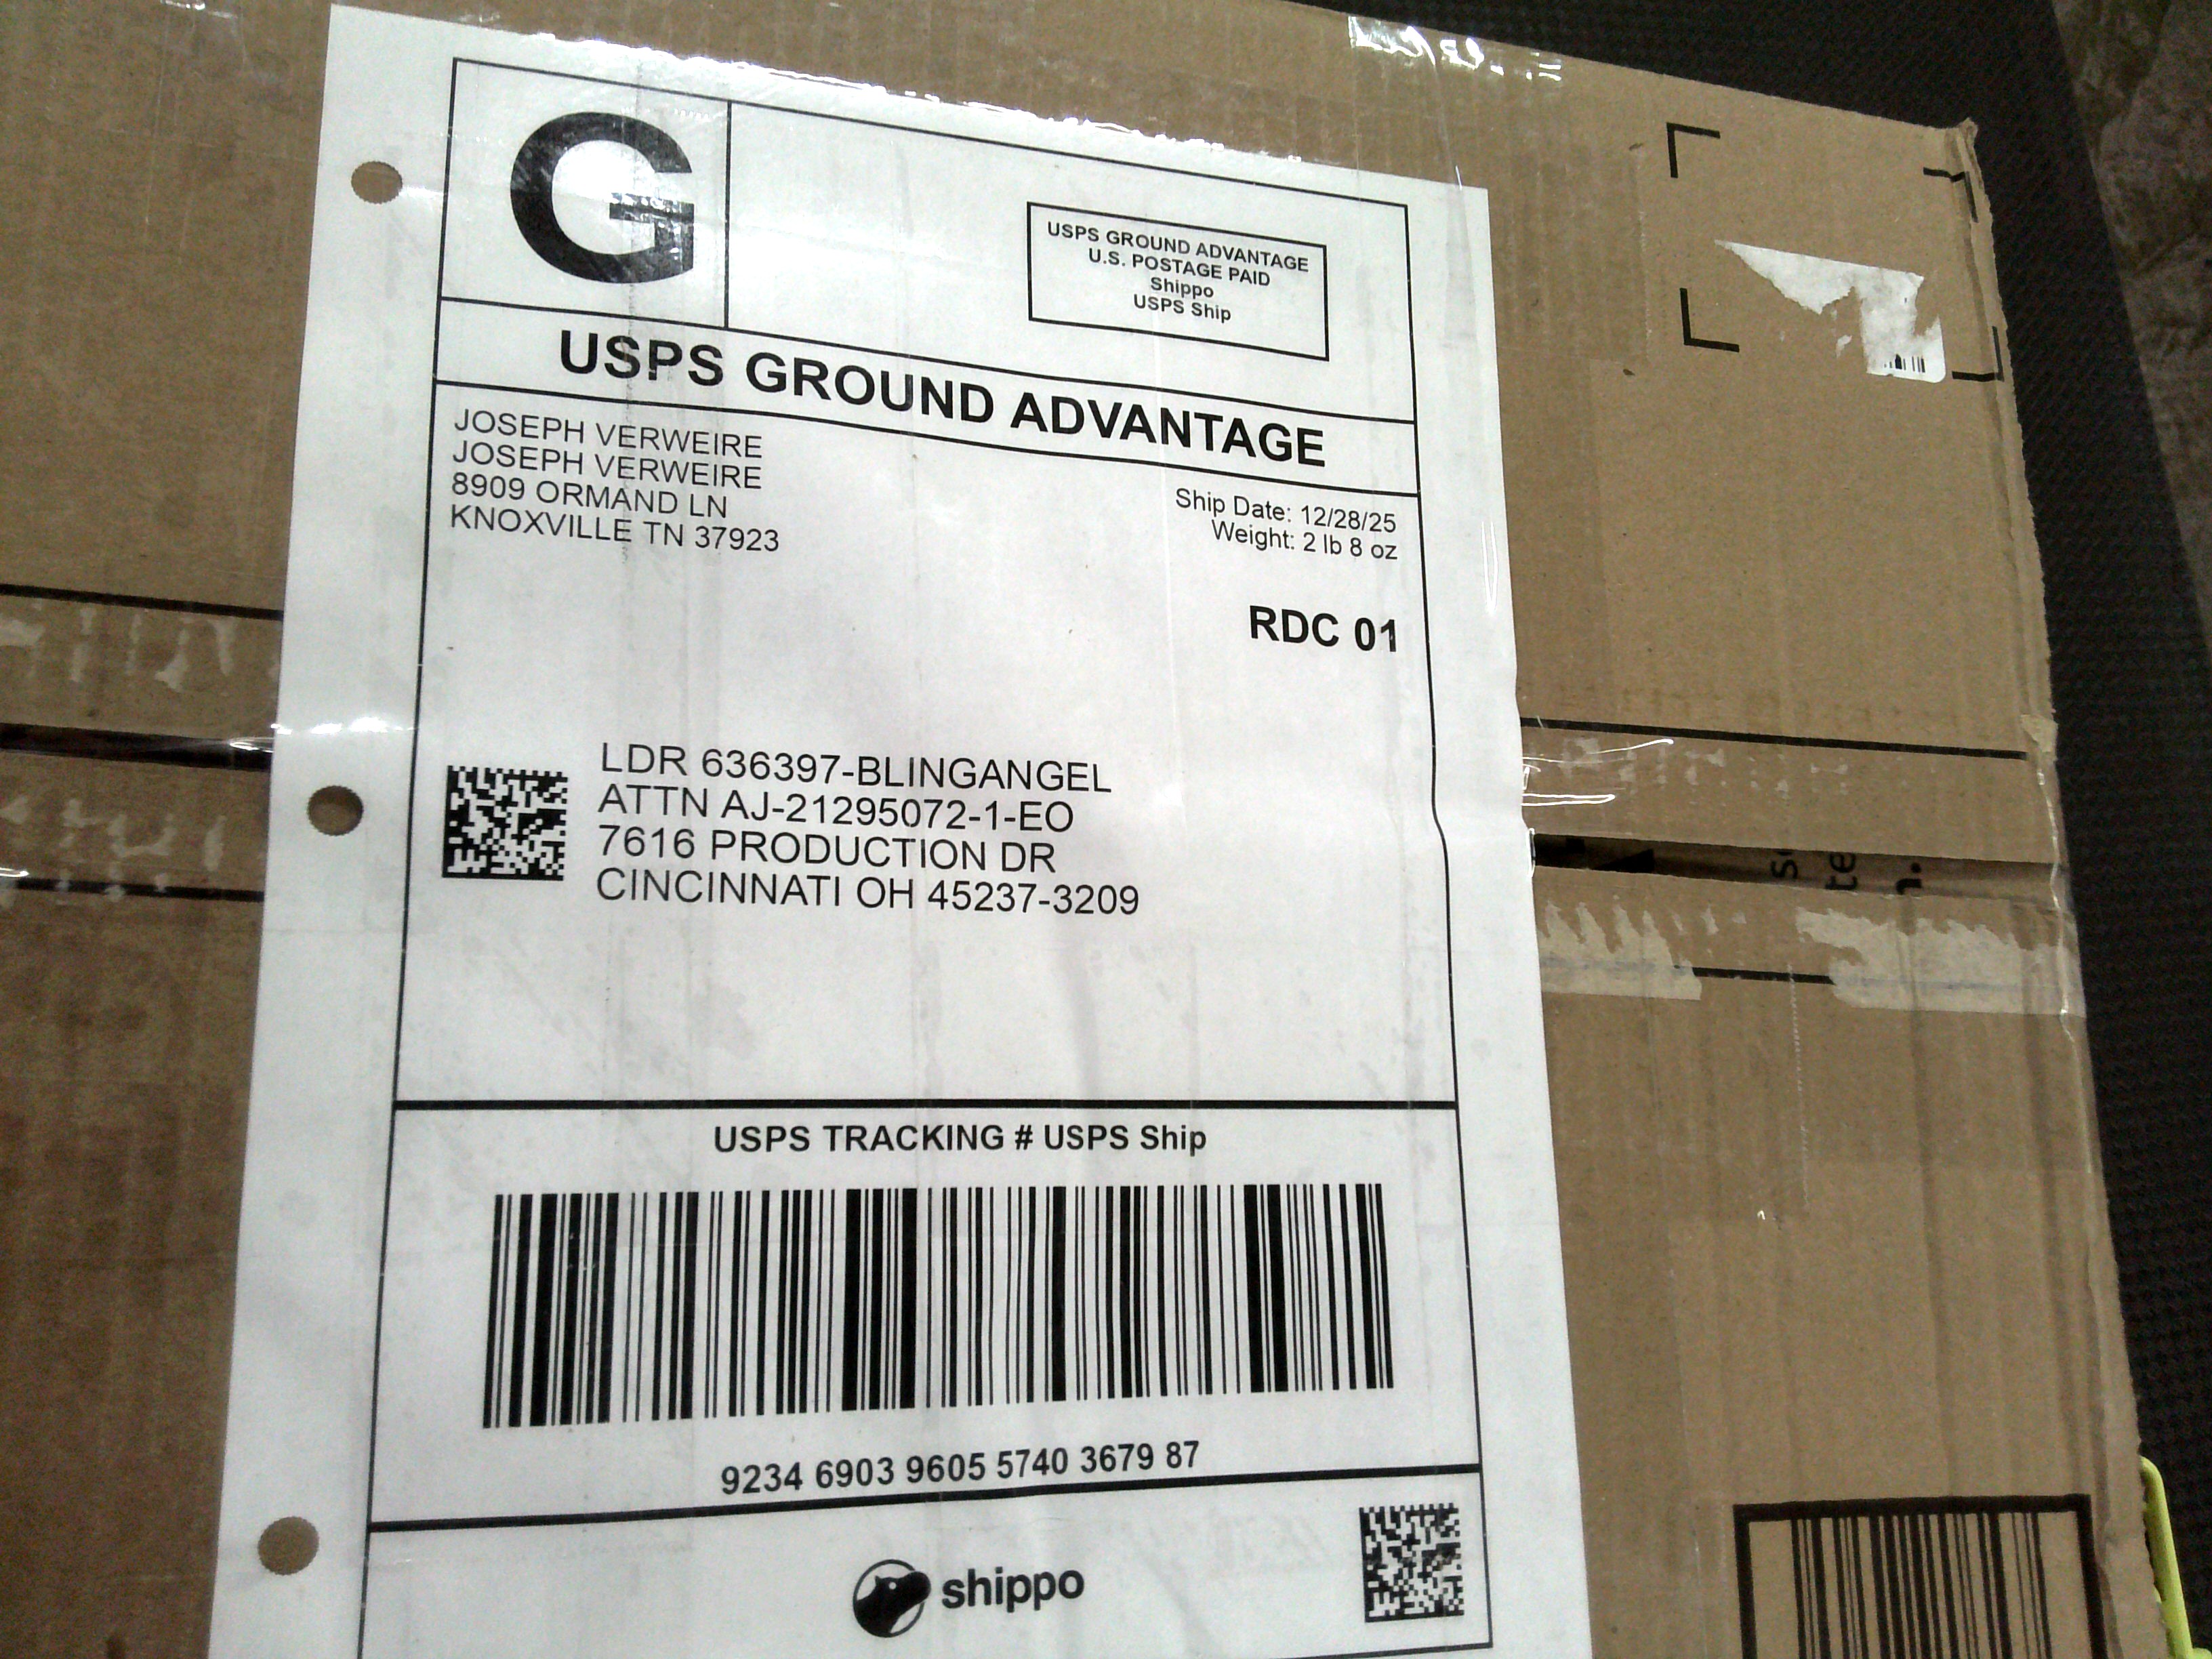 G
USPS GROUND ADVANTAGE
U.S. POSTAGE PAID
Shippo
USPS Ship
USPS GROUND ADVANTAGE
JOSEPH VERWEIRE
JOSEPH VERWEIRE
8909 ORMAND LN
KNOXVILLE TN 37923
Ship Date: 12/28/25
Weight: 2 lb 8 oz
RDC 01
LDR 636397-BLINGANGEL
ATTN AJ-21295072-1-EO
7616 PRODUCTION DR
CINCINNATI OH 45237-3209
USPS TRACKING # USPS Ship
9234 6903 9605 5740 3679 87
shippo